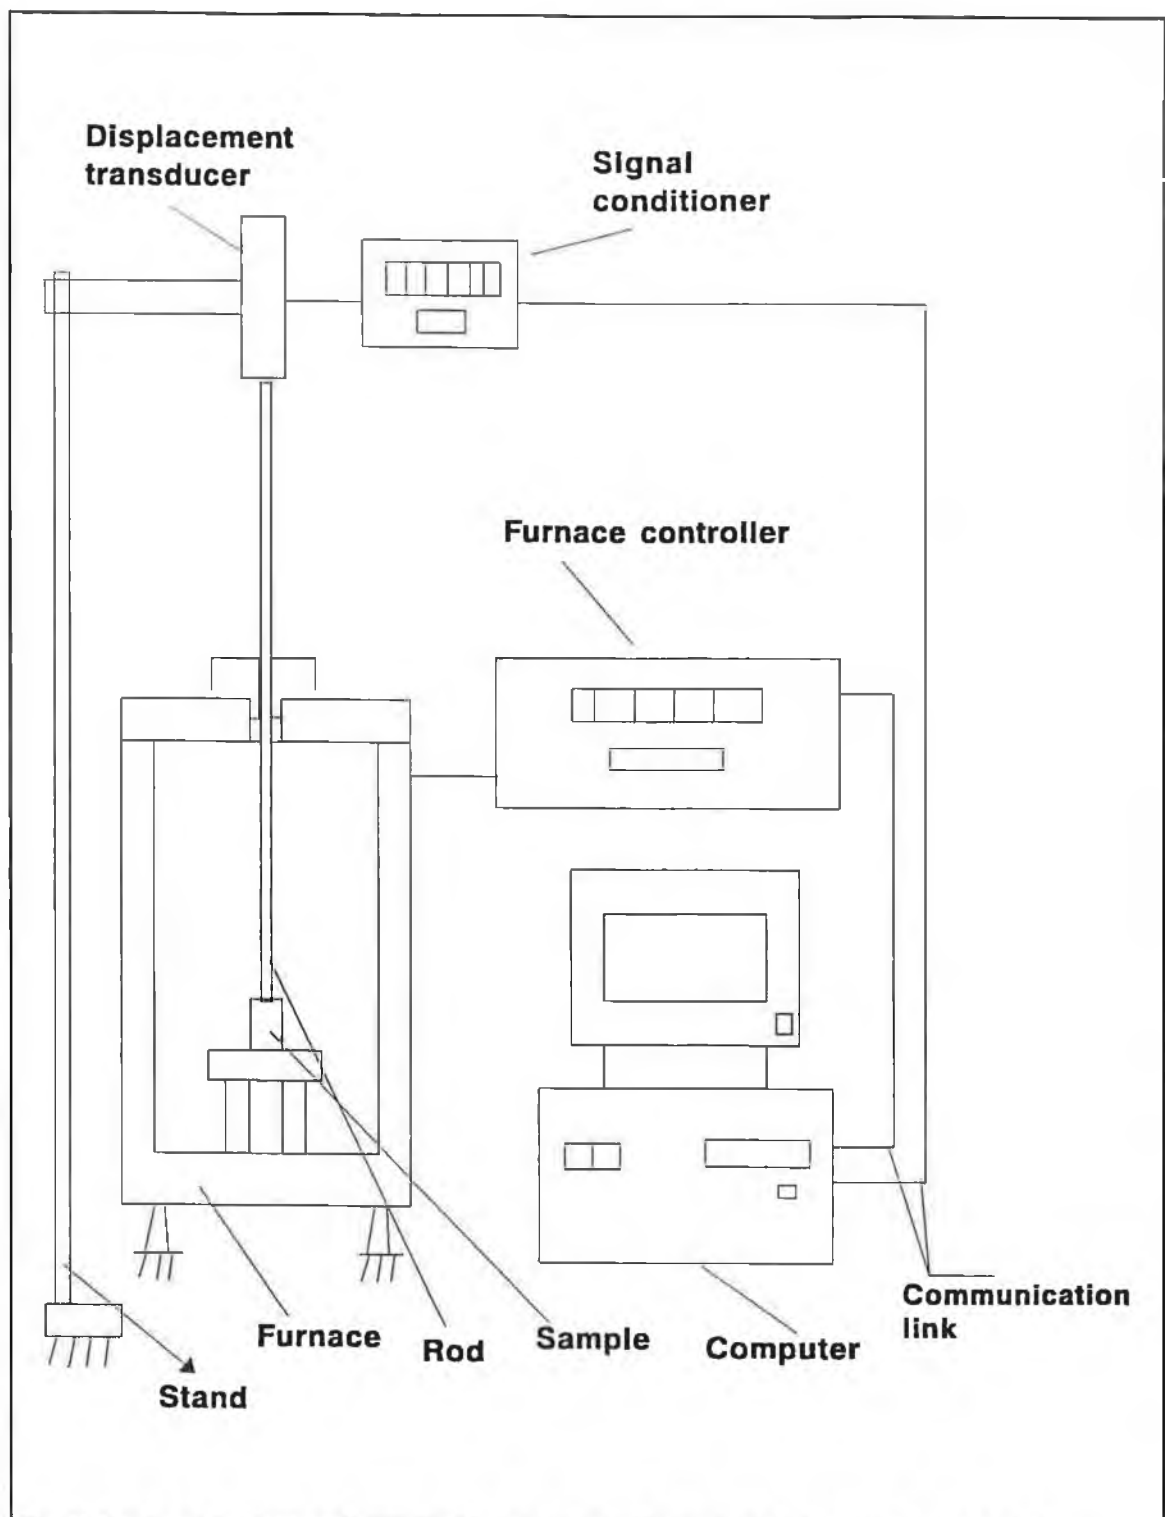 Displacement
transducer
Signal
conditioner
Furnace controller
Communication
link
Furnace
Rod
Sample
Computer
Stand